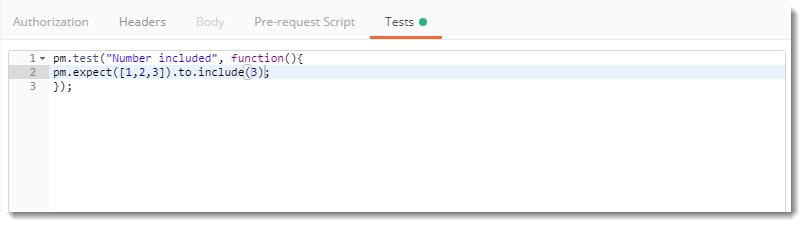 Authorization Headers Body Pre-request Script Tests
1 pm.test("Number included", function(){
2 pm.expect([1,2,3]).to.include(3);
3 });